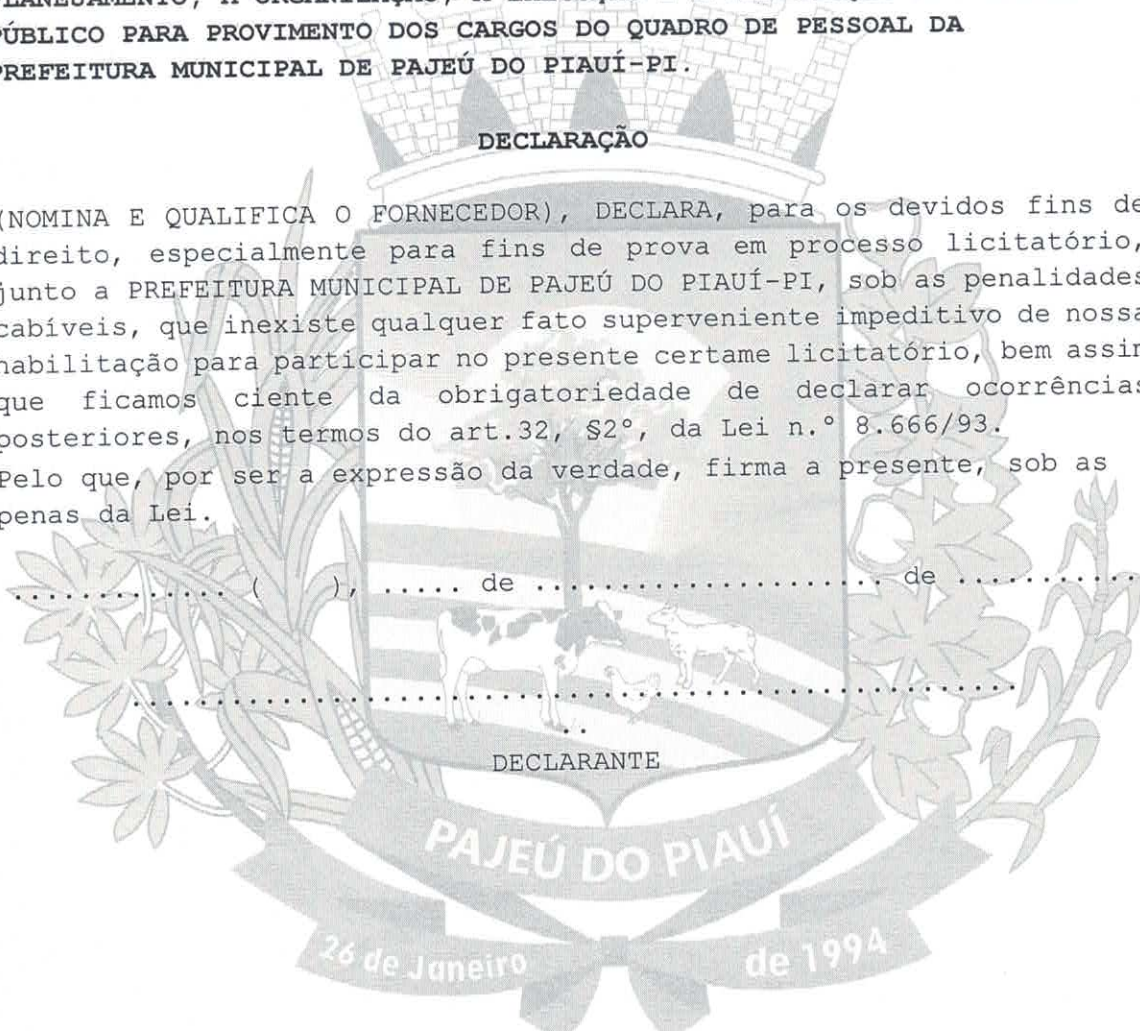 PÚBLICO PARA PROVIMENTO DOS CARGOS DO QUADRO DE PESSOAL DA
PREFEITURA MUNICIPAL DE PAJEÚ DO PIAUÍ-PI.
DECLARAÇÃO
(NOMINA E QUALIFICA O FORNECEDOR), DECLARA, para os devidos fins de
direito, especialmente para fins de prova em processo licitatório,
junto a PREFEITURA MUNICIPAL DE PAJEÚ DO PIAUÍ-PI, sob as penalidades
cabíveis, que inexiste qualquer fato superveniente impeditivo de nossa
habilitação para participar no presente certame licitatório, bem assim
que ficamos ciente da obrigatoriedade de declarar ocorrências
posteriores, nos termos do art.32, §2°, da Lei n.° 8.666/93.
Pelo que, por ser a expressão da verdade, firma a presente, sob as
penas da Lei.
............. ( ), ..... de ...................... de ............
..........................................................
..
DECLARANTE
PAJEÚ DO PIAUÍ
26 de Janeiro de 1994